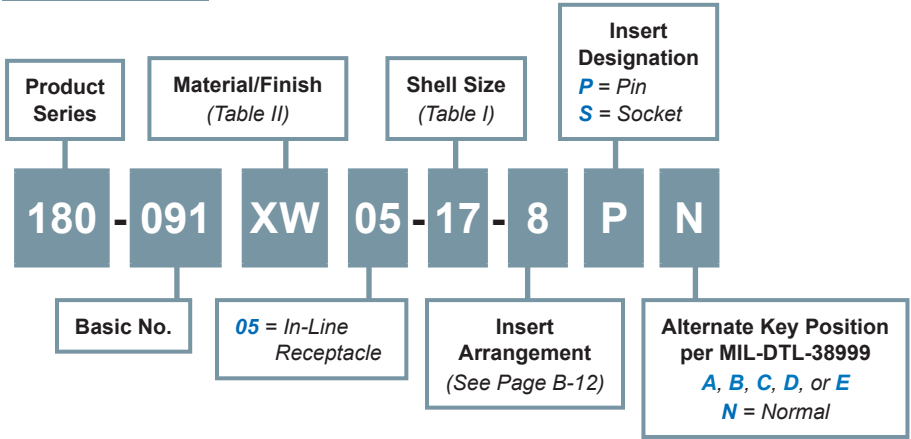 Product
Series
Material/Finish
(Table II)
Shell Size
(Table I)
Insert
Designation
P = Pin
S = Socket
180 - 091 XW 05 - 17 - 8 P N
Basic No.
05 = In-Line
Receptacle
Insert
Arrangement
(See Page B-12)
Alternate Key Position
per MIL-DTL-38999
A, B, C, D, or E
N = Normal